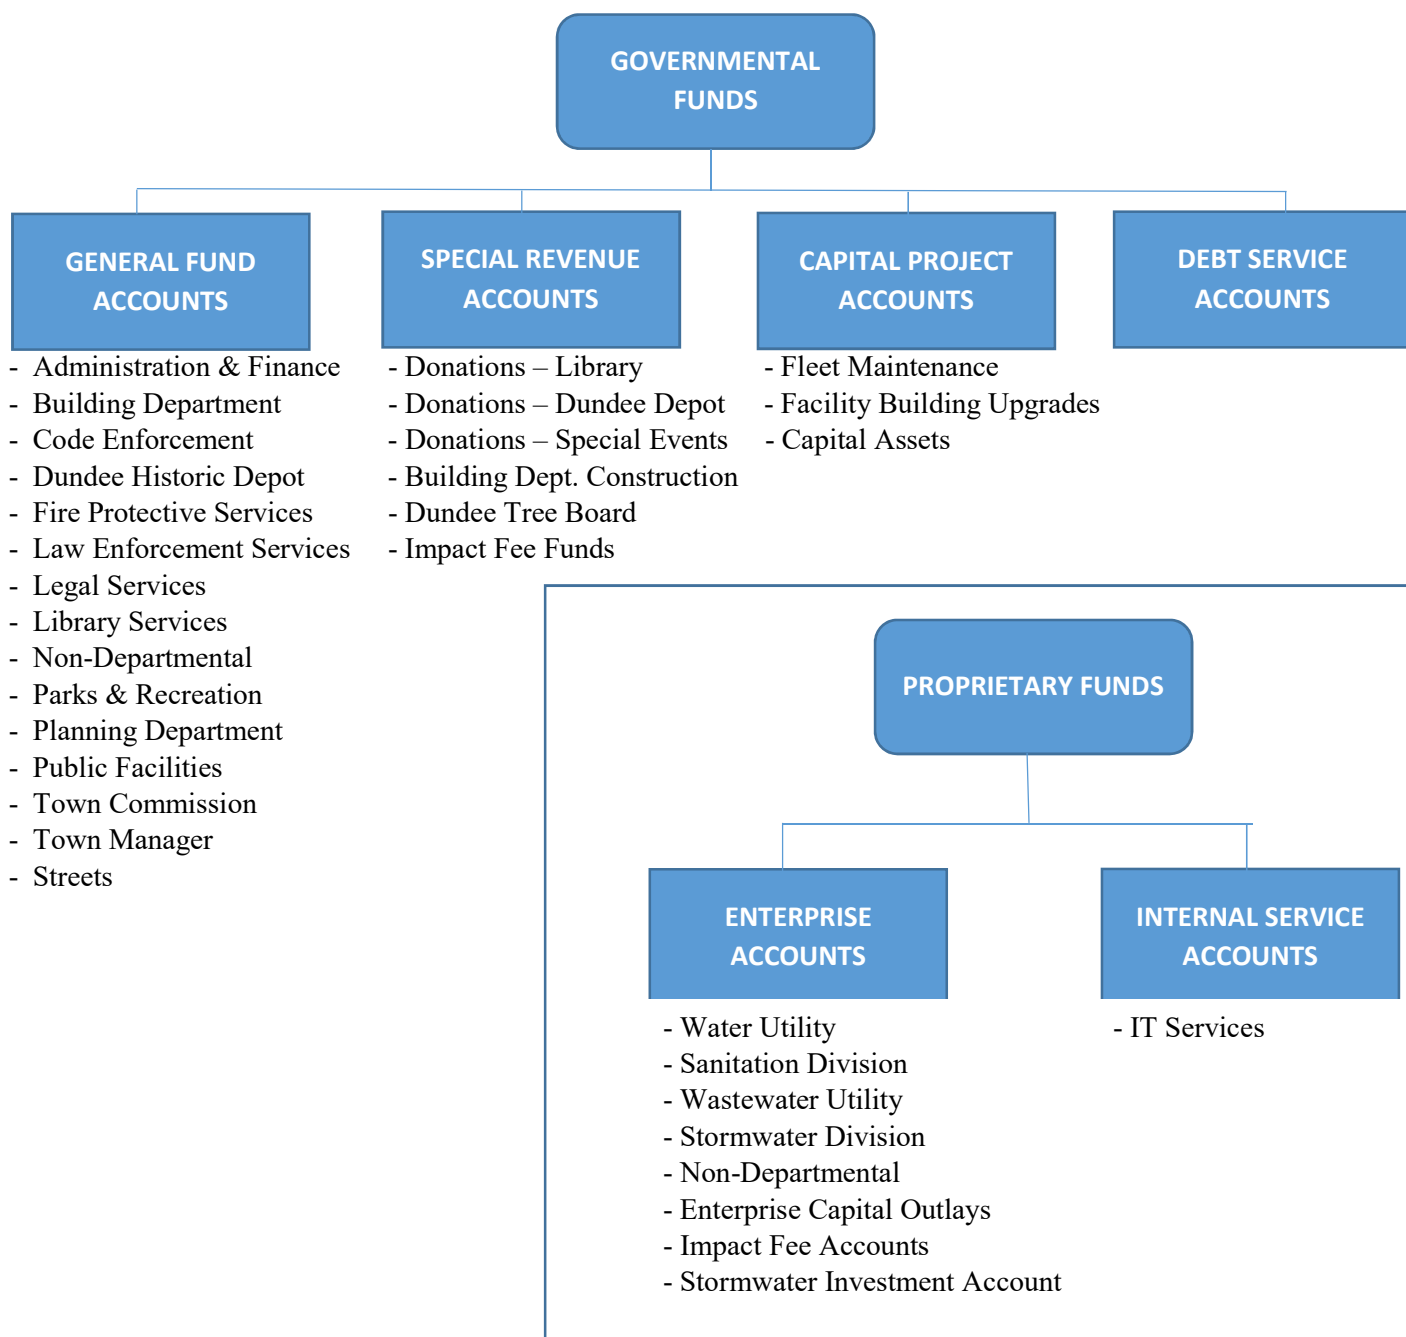 GOVERNMENTAL
FUNDS
GENERAL FUND
ACCOUNTS
- Administration & Finance
- Building Department
- Code Enforcement
- Dundee Historic Depot
- Fire Protective Services
- Law Enforcement Services
- Legal Services
- Library Services
- Non-Departmental
- Parks & Recreation
- Planning Department
- Public Facilities
- Town Commission
- Town Manager
- Streets
SPECIAL REVENUE
ACCOUNTS
- Donations – Library
- Donations – Dundee Depot
- Donations – Special Events
- Building Dept. Construction
- Dundee Tree Board
- Impact Fee Funds
CAPITAL PROJECT
ACCOUNTS
- Fleet Maintenance
- Facility Building Upgrades
- Capital Assets
DEBT SERVICE
ACCOUNTS
PROPRIETARY FUNDS
ENTERPRISE
ACCOUNTS
- Water Utility
- Sanitation Division
- Wastewater Utility
- Stormwater Division
- Non-Departmental
- Enterprise Capital Outlays
- Impact Fee Accounts
- Stormwater Investment Account
INTERNAL SERVICE
ACCOUNTS
- IT Services